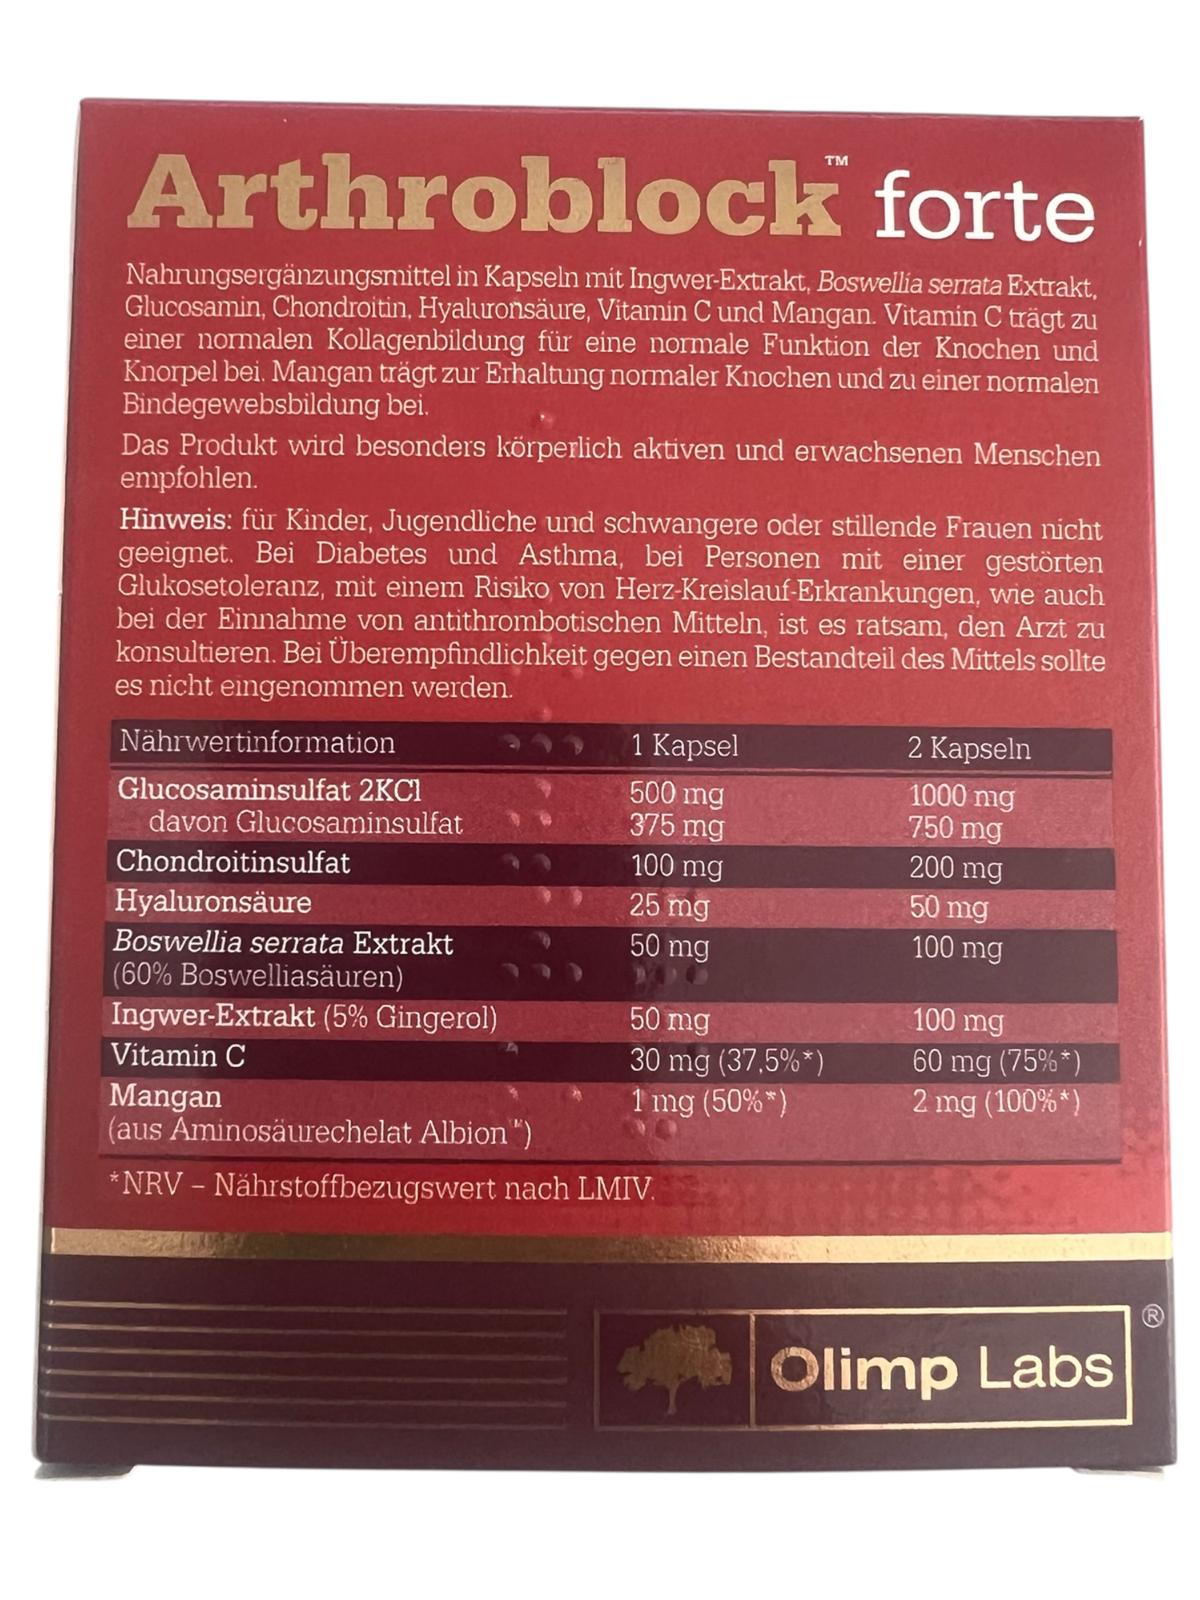 Arthroblock™ forte
Nahrungsergänzungsmittel in Kapseln mit Ingwer-Extrakt, Boswellia serrata Extrakt,
Glucosamin, Chondroitin, Hyaluronsäure, Vitamin C und Mangan. Vitamin C trägt zu
einer normalen Kollagenbildung für eine normale Funktion der Knochen und
Knorpel bei. Mangan trägt zur Erhaltung normaler Knochen und zu einer normalen
Bindegewebsbildung bei.
Das Produkt wird besonders körperlich aktiven und erwachsenen Menschen
empfohlen.
Hinweis: für Kinder, Jugendliche und schwangere oder stillende Frauen nicht
geeignet. Bei Diabetes und Asthma, bei Personen mit einer gestörten
Glukosetoleranz, mit einem Risiko von Herz-Kreislauf-Erkrankungen, wie auch
bei der Einnahme von antithrombotischen Mitteln, ist es ratsam, den Arzt zu
konsultieren. Bei Überempfindlichkeit gegen einen Bestandteil des Mittels sollte
es nicht eingenommen werden.
Nährwertinformation 1 Kapsel 2 Kapseln
Glucosaminsulfat 2KCl 500 mg 1000 mg
davon Glucosaminsulfat 375 mg 750 mg
Chondroitinsulfat 100 mg 200 mg
Hyaluronsäure 25 mg 50 mg
Boswellia serrata Extrakt 50 mg 100 mg
(60% Boswelliasäuren)
Ingwer-Extrakt (5% Gingerol) 50 mg 100 mg
Vitamin C 30 mg (37,5%*) 60 mg (75%*)
Mangan 1 mg (50%*) 2 mg (100%*)
(aus Aminosäurechelat Albion™)
*NRV – Nährstoffbezugswert nach LMIV.
Olimp Labs®